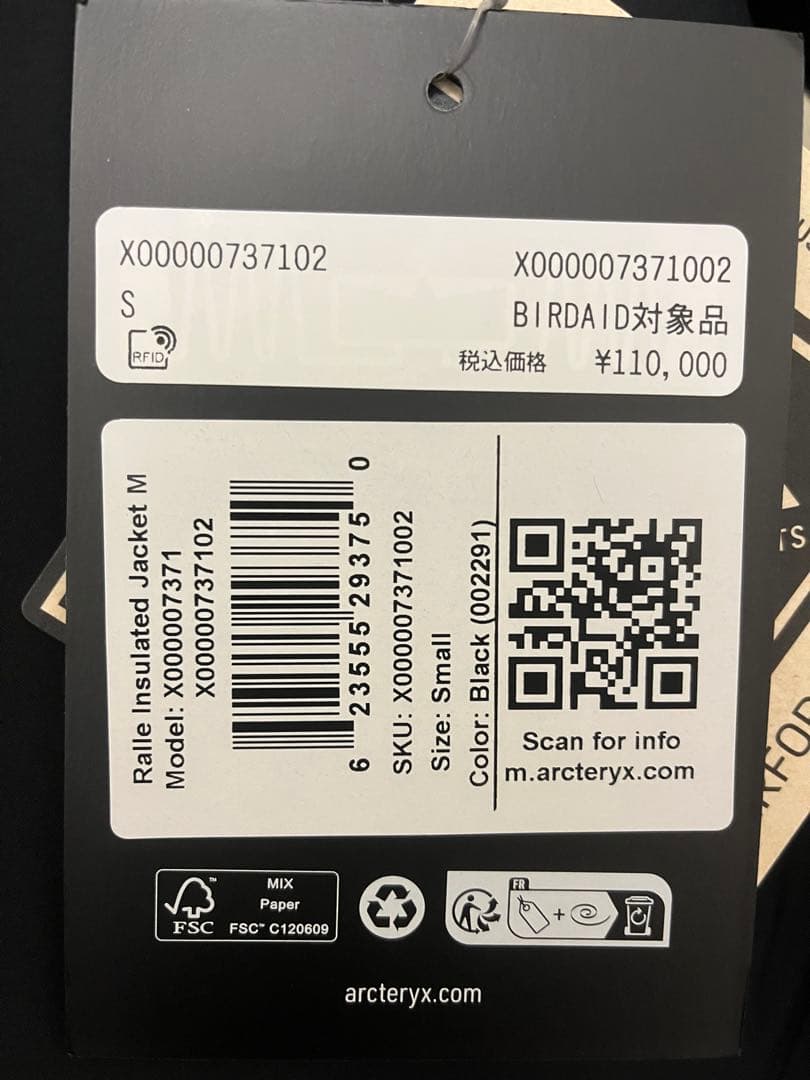 X00000737102
S
RFID
X000007371002
BIRDAID対象品
税込価格 ¥110,000
Ralle Insulated Jacket M
Model: X000007371
X00000737102
6 23555 29375 0
SKU: X000007371002
Size: Small
Color: Black (002291)
Scan for info
m.arcteryx.com
FSC™
MIX
Paper
FSC™ C120609
FR
+
arcteryx.com
TS